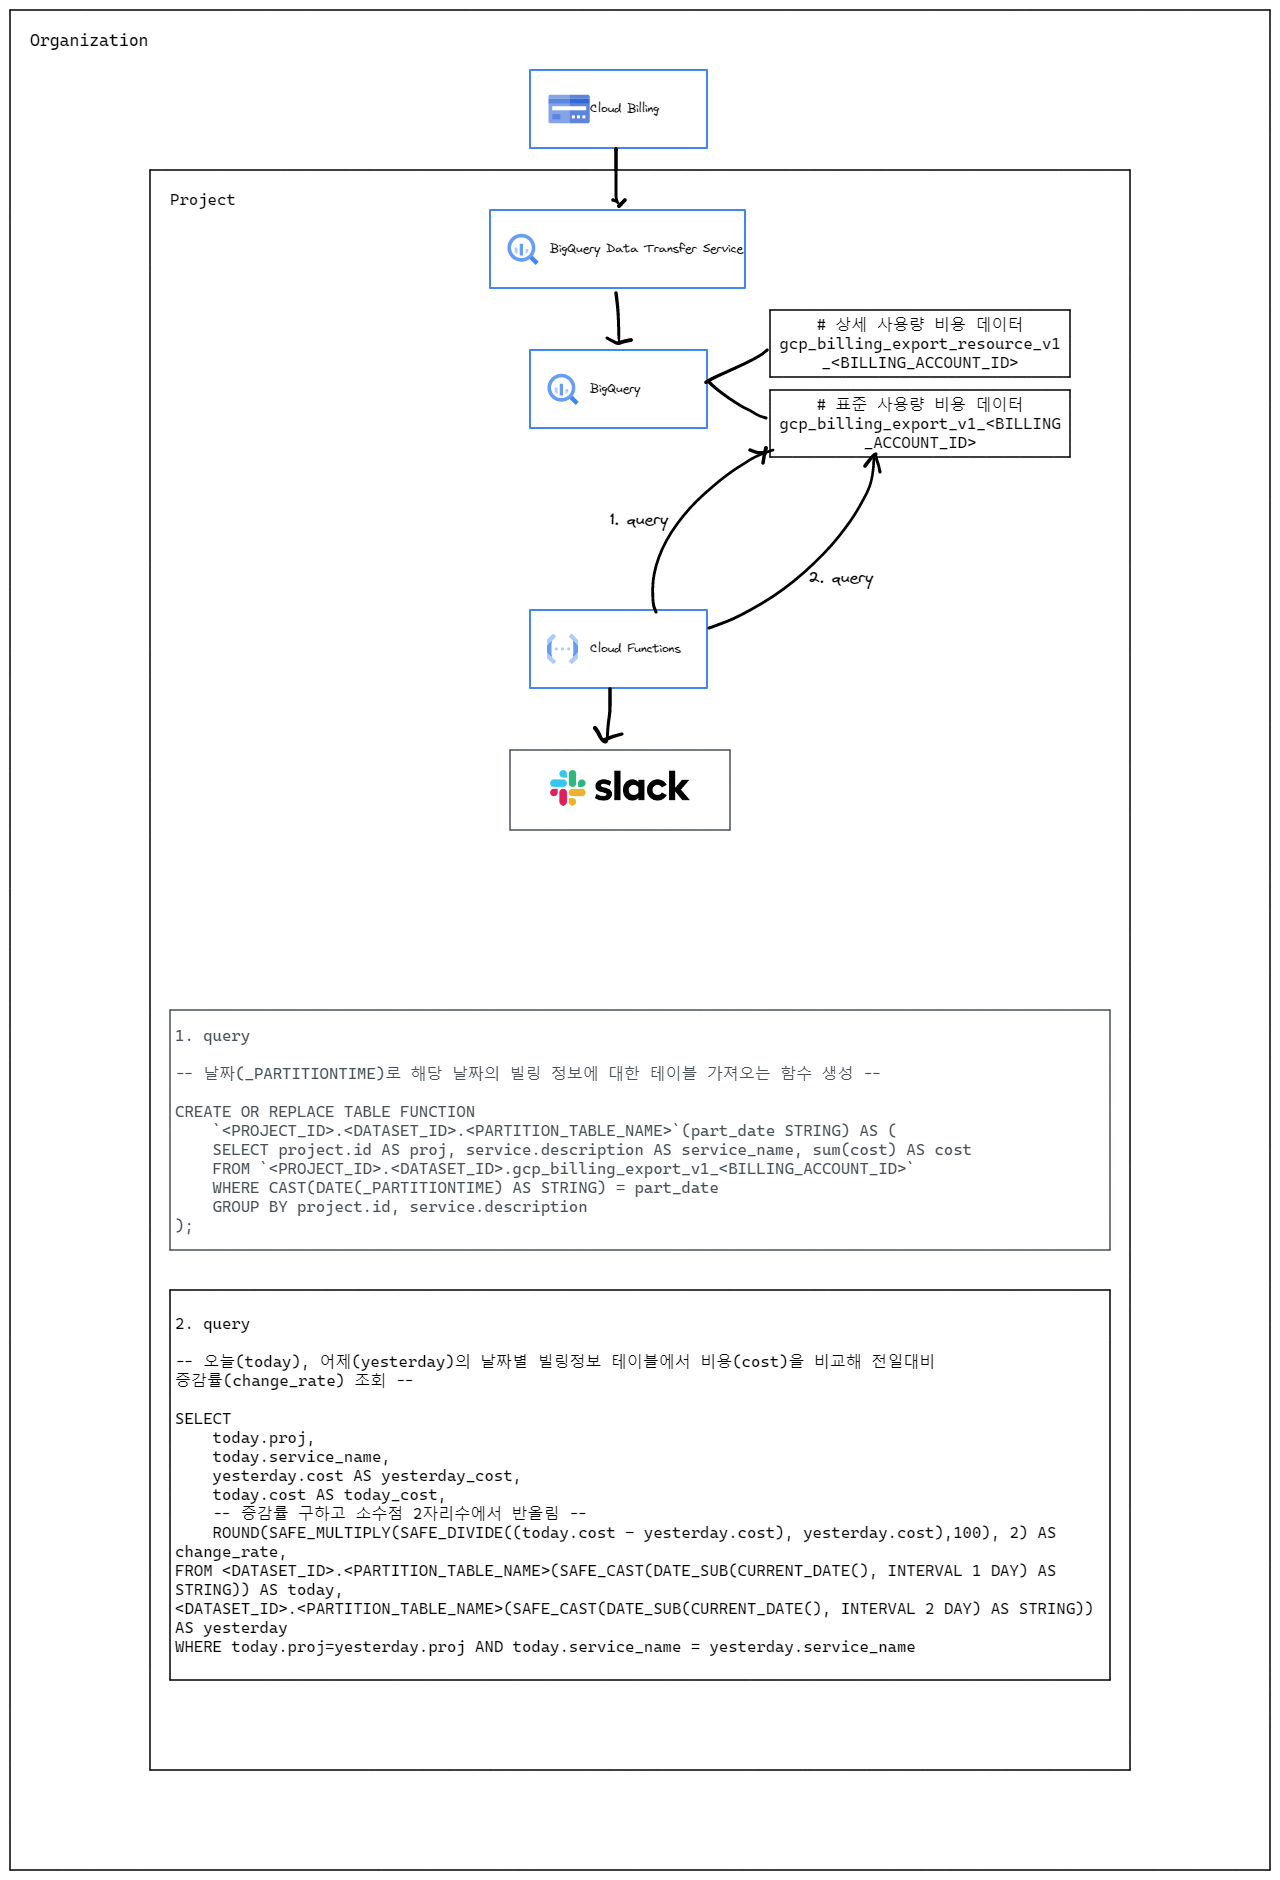 Organization
Cloud Billing
Project
BigQuery Data Transfer Service
# 상세 사용량 비용 데이터
gcp_billing_export_resource_v1
_<BILLING_ACCOUNT_ID>
BigQuery
# 표준 사용량 비용 데이터
gcp_billing_export_v1_<BILLING
_ACCOUNT_ID>
1. query
2. query
Cloud Functions
slack
1. query
-- 날짜(_PARTITIONTIME)로 해당 날짜의 빌링 정보에 대한 테이블 가져오는 함수 생성 --
CREATE OR REPLACE TABLE FUNCTION
    `<PROJECT_ID>.<DATASET_ID>.<PARTITION_TABLE_NAME>`(part_date STRING) AS (
    SELECT project.id AS proj, service.description AS service_name, sum(cost) AS cost
    FROM `<PROJECT_ID>.<DATASET_ID>.gcp_billing_export_v1_<BILLING_ACCOUNT_ID>`
    WHERE CAST(DATE(_PARTITIONTIME) AS STRING) = part_date
    GROUP BY project.id, service.description
);
2. query
-- 오늘(today), 어제(yesterday)의 날짜별 빌링정보 테이블에서 비용(cost)을 비교해 전일대비
증감률(change_rate) 조회 --
SELECT
    today.proj,
    today.service_name,
    yesterday.cost AS yesterday_cost,
    today.cost AS today_cost,
    -- 증감률 구하고 소수점 2자리수에서 반올림 --
    ROUND(SAFE_MULTIPLY(SAFE_DIVIDE((today.cost - yesterday.cost), yesterday.cost),100), 2) AS
change_rate,
FROM <DATASET_ID>.<PARTITION_TABLE_NAME>(SAFE_CAST(DATE_SUB(CURRENT_DATE(), INTERVAL 1 DAY) AS
STRING)) AS today,
<DATASET_ID>.<PARTITION_TABLE_NAME>(SAFE_CAST(DATE_SUB(CURRENT_DATE(), INTERVAL 2 DAY) AS STRING))
AS yesterday
WHERE today.proj=yesterday.proj AND today.service_name = yesterday.service_name